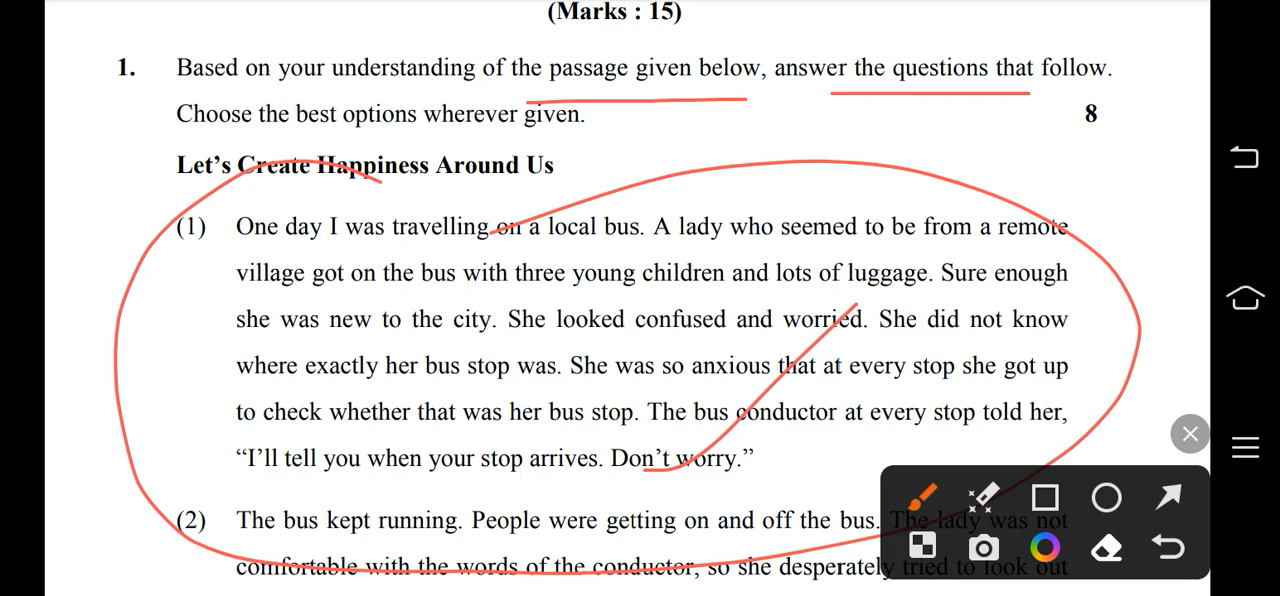 (Marks : 15)
1. Based on your understanding of the passage given below, answer the questions that follow.
Choose the best options wherever given. 8
Let’s Create Happiness Around Us
(1) One day I was travelling on a local bus. A lady who seemed to be from a remote
village got on the bus with three young children and lots of luggage. Sure enough
she was new to the city. She looked confused and worried. She did not know
where exactly her bus stop was. She was so anxious that at every stop she got up
to check whether that was her bus stop. The bus conductor at every stop told her,
“I’ll tell you when your stop arrives. Don’t worry.”
(2) The bus kept running. People were getting on and off the bus. The lady was not
comfortable with the words of the conductor, so she desperately tried to look out